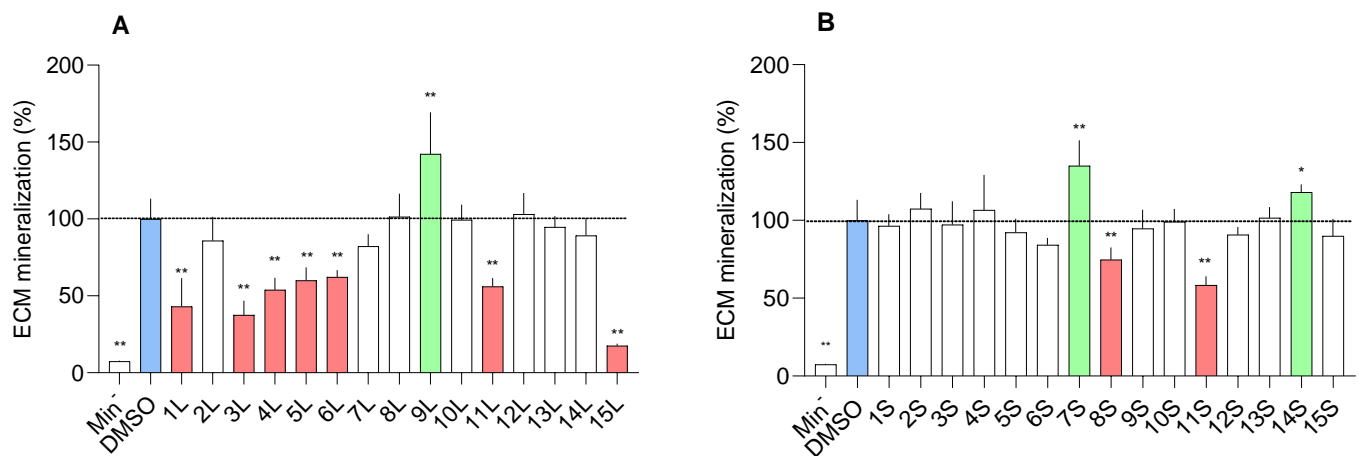 A
ECM mineralization (%)
200
150
100
50
0
**
**
**
**
**
**
**
**
**
Min-
DMSO
1L
2L
3L
4L
5L
6L
7L
8L
9L
10L
11L
12L
13L
14L
15L
B
ECM mineralization (%)
200
150
100
50
0
**
**
**
**
*
Min-
DMSO
1S
2S
3S
4S
5S
6S
7S
8S
9S
10S
11S
12S
13S
14S
15S